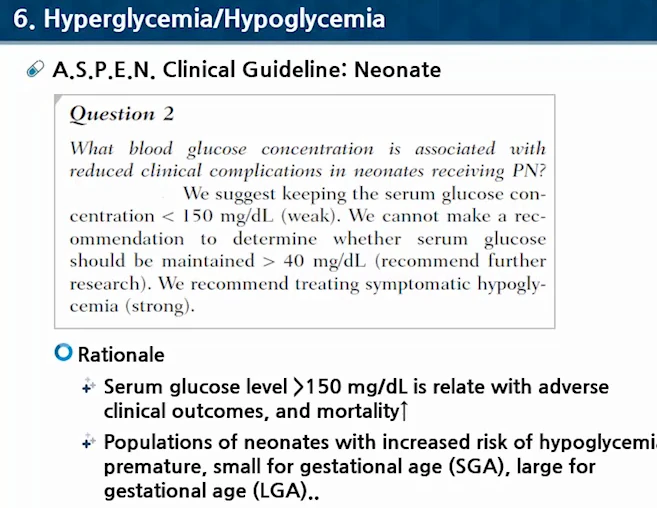 6. Hyperglycemia/Hypoglycemia
A.S.P.E.N. Clinical Guideline: Neonate
Question 2
What blood glucose concentration is associated with
reduced clinical complications in neonates receiving PN?
We suggest keeping the serum glucose con-
centration < 150 mg/dL (weak). We cannot make a rec-
ommendation to determine whether serum glucose
should be maintained > 40 mg/dL (recommend further
research). We recommend treating symptomatic hypogly-
cemia (strong).
Rationale
Serum glucose level >150 mg/dL is relate with adverse
clinical outcomes, and mortality↑
Populations of neonates with increased risk of hypoglycemi
premature, small for gestational age (SGA), large for
gestational age (LGA)..